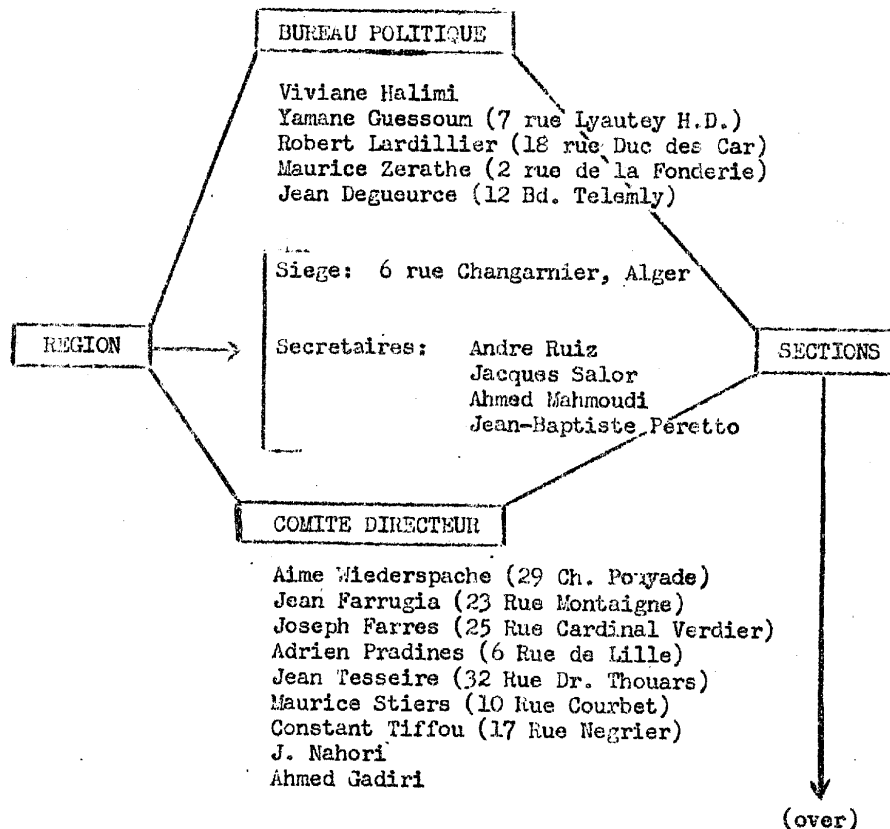 BUREAU POLITIQUE
Viviane Halimi
Yamane Guessoum (7 rue Lyautey H.D.)
Robert Lardillier (18 rue Duc des Car)
Maurice Zerathe (2 rue de la Fonderie)
Jean Degueurce (12 Bd. Telemly)
Siege: 6 rue Changarnier, Alger
REGION
Secretaires: Andre Ruiz
SECTIONS
Jacques Salor
Ahmed Mahmoudi
Jean-Baptiste Peretto
COMITE DIRECTEUR
Aime Wiederspache (29 Ch. Pouyade)
Jean Farrugia (23 Rue Montaigne)
Joseph Farres (25 Rue Cardinal Verdier)
Adrien Pradines (6 Rue de Lille)
Jean Tesseire (32 Rue Dr. Thouars)
Maurice Stiers (10 Rue Courbet)
Constant Tiffou (17 Rue Negrier)
J. Nahori
Ahmed Gadiri
(over)